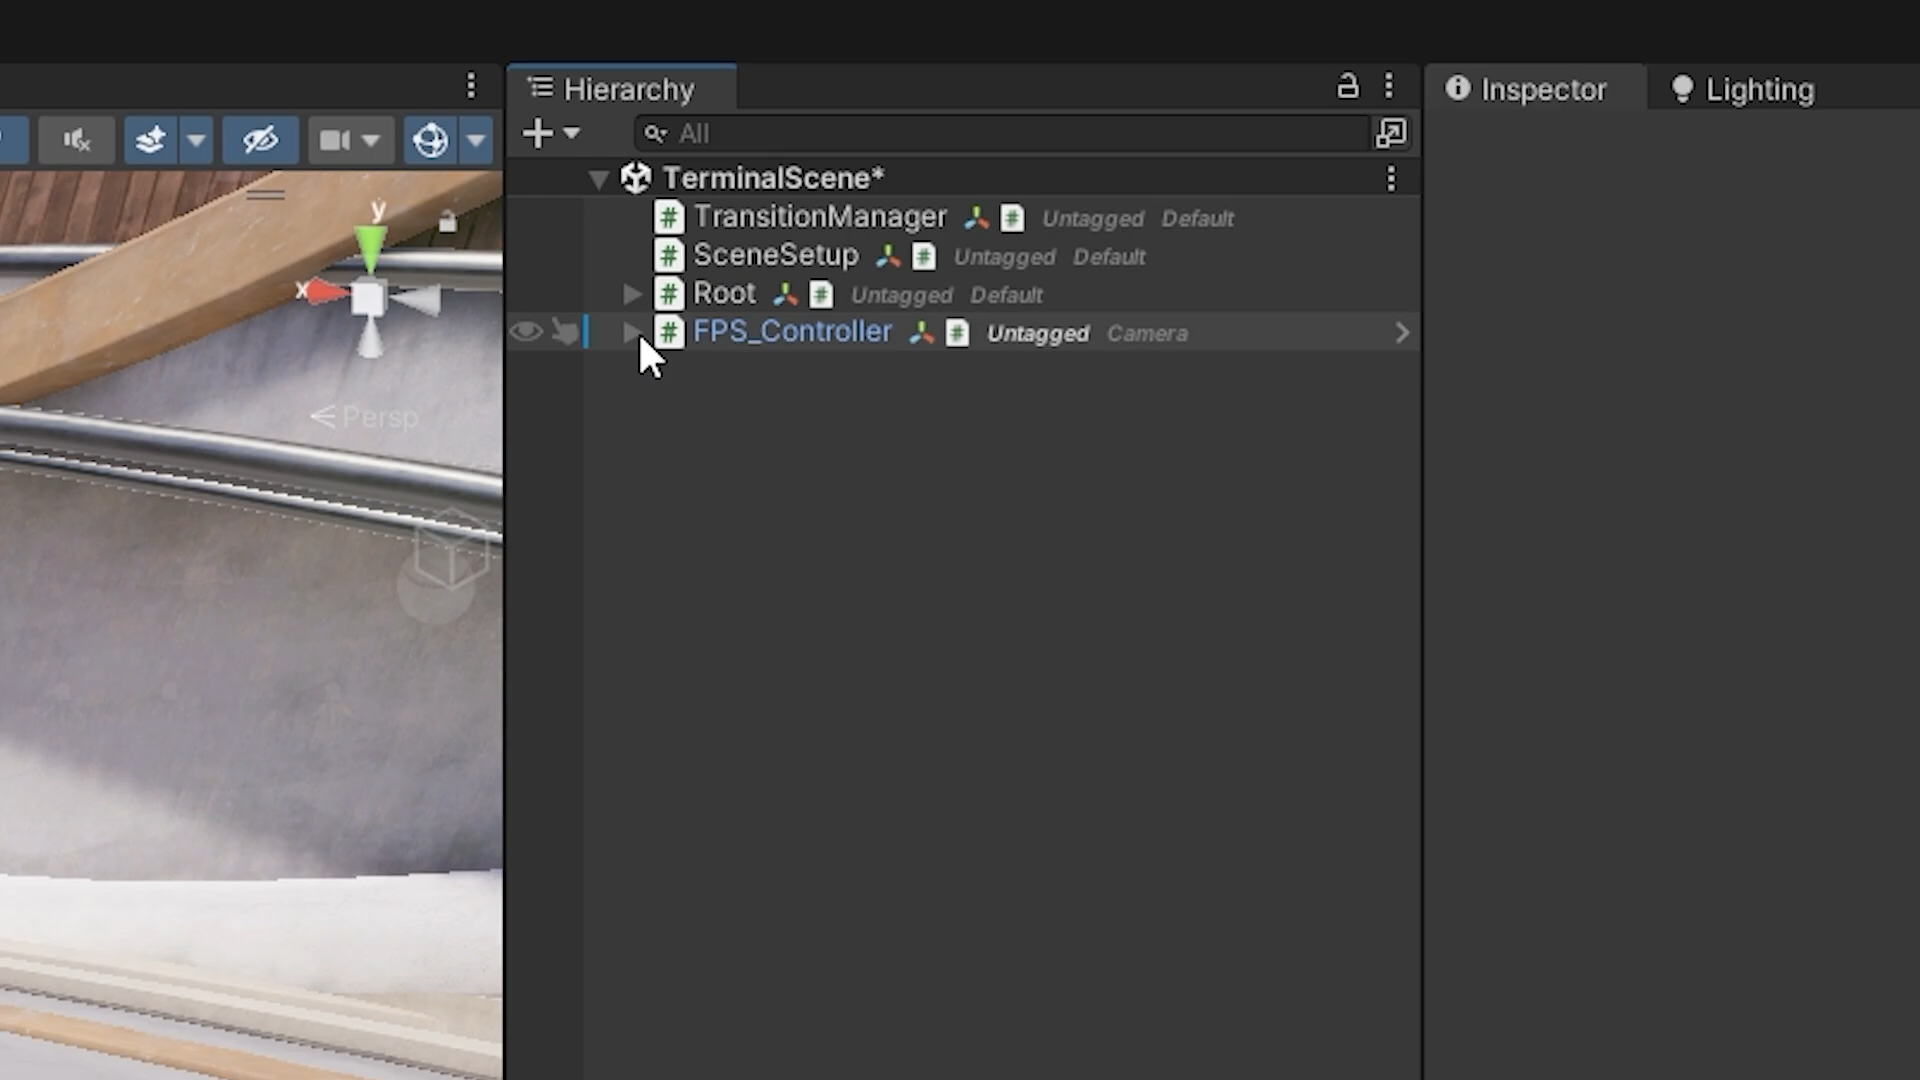 Hierarchy
Inspector
Lighting
All
TerminalScene*
TransitionManager # Untagged Default
SceneSetup # Untagged Default
Root # Untagged Default
FPS_Controller # Untagged Camera
y
x
Persp